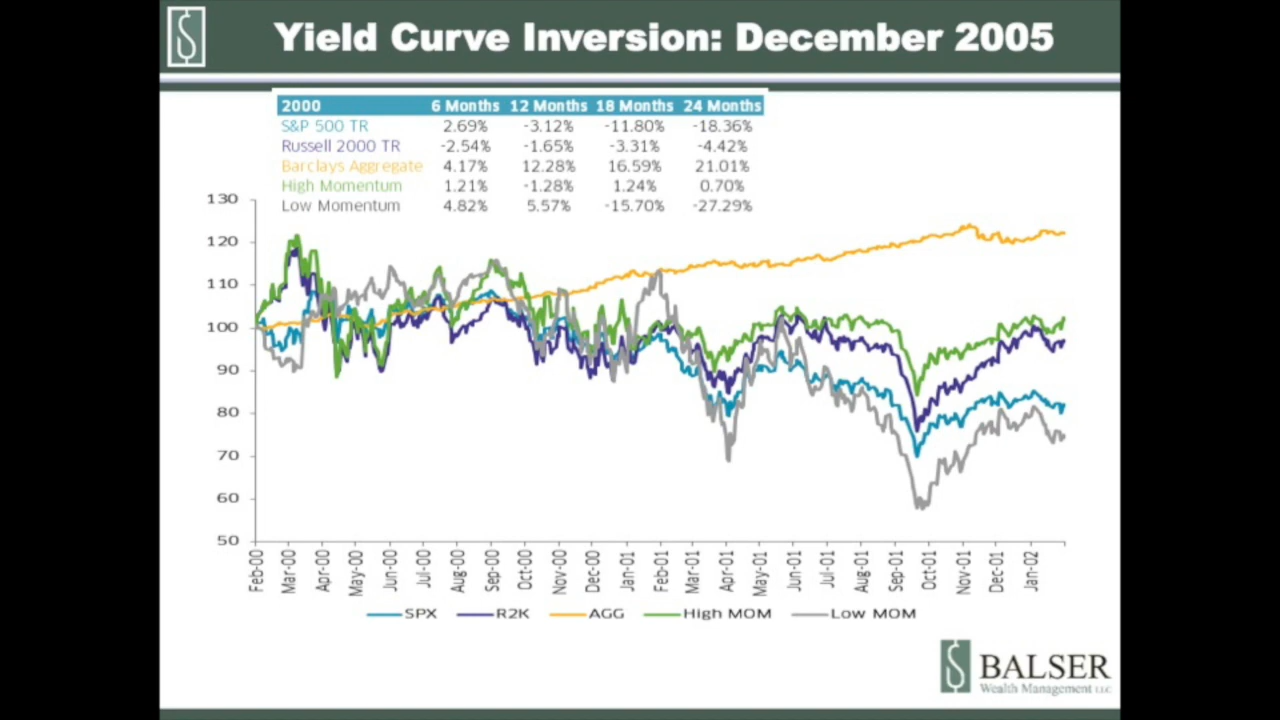 Yield Curve Inversion: December 2005
2000 6 Months 12 Months 18 Months 24 Months
S&P 500 TR 2.69% -3.12% -11.80% -18.36%
Russell 2000 TR -2.54% -1.65% -3.31% -4.42%
Barclays Aggregate 4.17% 12.28% 16.59% 21.01%
High Momentum 1.21% -1.28% 1.24% 0.70%
Low Momentum 4.82% 5.57% -15.70% -27.29%
130
120
110
100
90
80
70
60
50
Feb-00 Mar-00 Apr-00 May-00 Jun-00 Jul-00 Aug-00 Sep-00 Oct-00 Nov-00 Dec-00 Jan-01 Feb-01 Mar-01 Apr-01 May-01 Jun-01 Jul-01 Aug-01 Sep-01 Oct-01 Nov-01 Dec-01 Jan-02
SPX R2K AGG High MOM Low MOM
BALSER
Wealth Management LLC